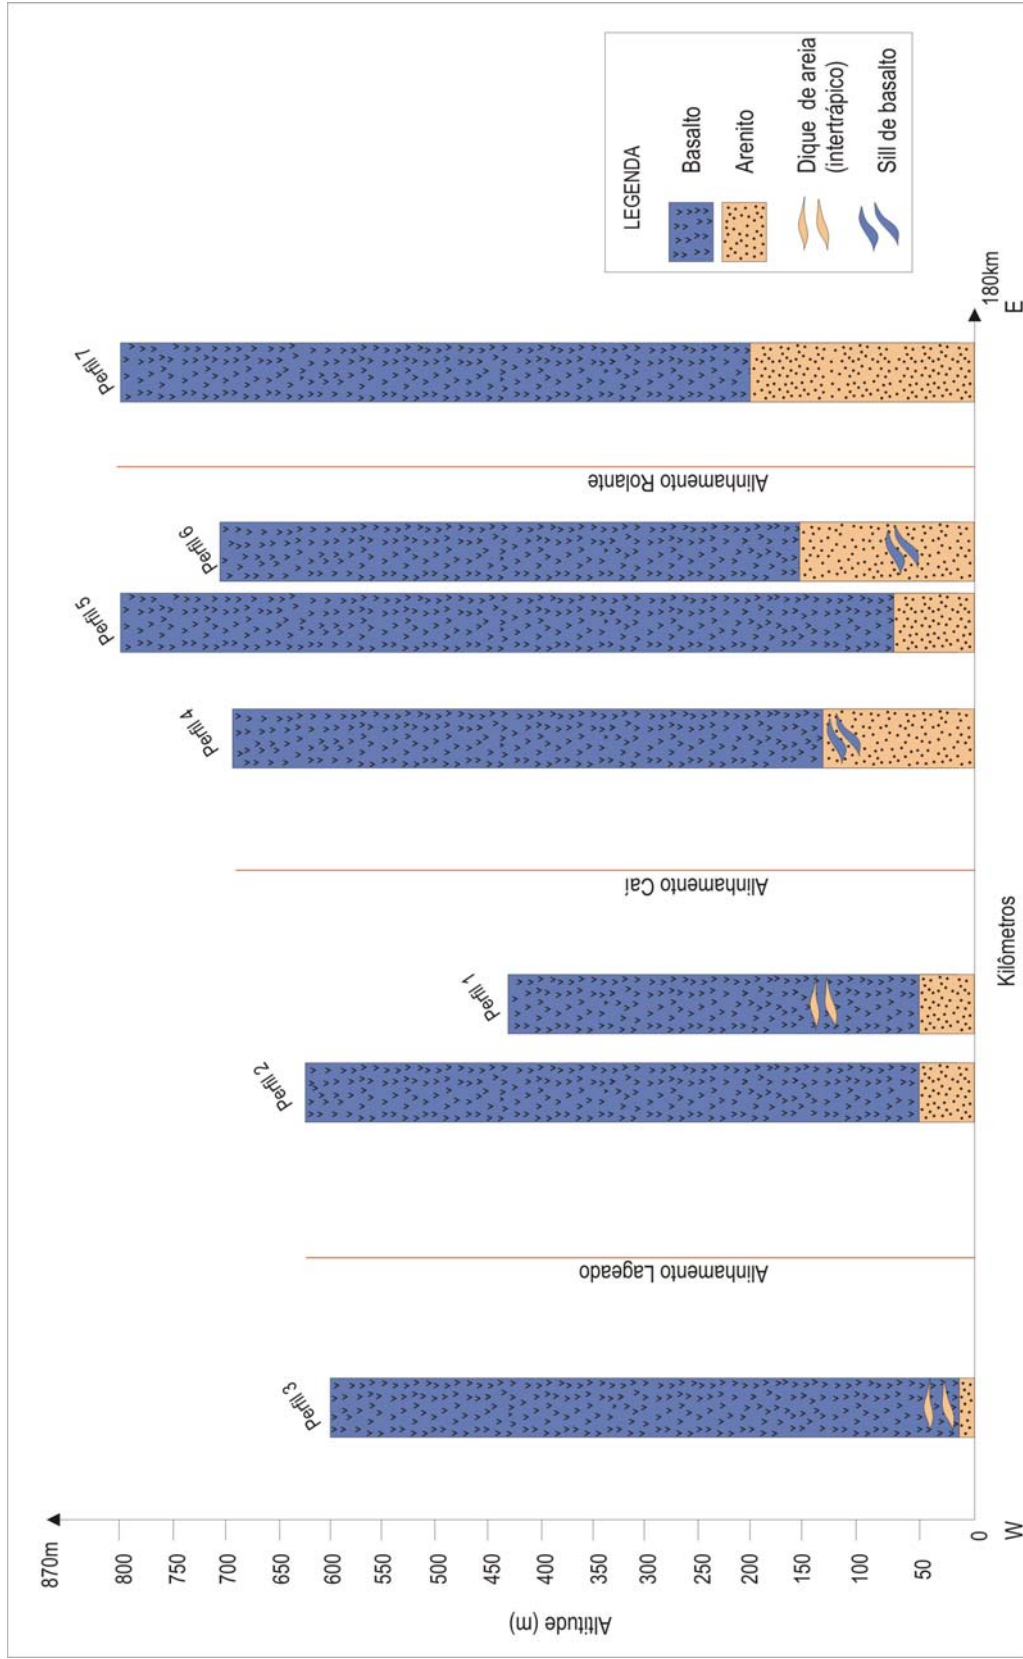 870m
800
750
700
650
600
550
500
450
400
350
300
250
200
150
100
50
0
Altitude (m)
W
Perfil 3
Alinhamento Lageado
Perfil 2
Perfil 1
Alinhamento Caí
Perfil 4
Perfil 5
Perfil 6
Alinhamento Rolante
Perfil 7
Kilômetros
180km
E
LEGENDA
Basalto
Arenito
Dique de areia
(intertrápico)
Sill de basalto